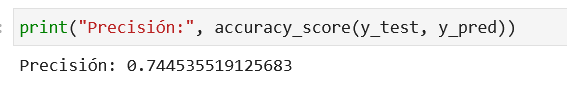 print("Precisión:", accuracy_score(y_test, y_pred))
Precisión: 0.744535519125683